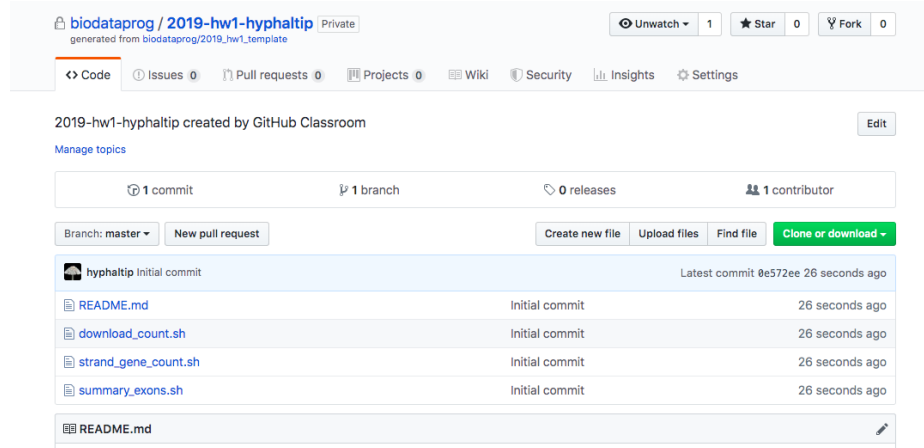 biodataprog / 2019-hw1-hyphaltip Private
Unwatch 1 Star 0 Fork 0
generated from biodataprog/2019_hw1_template
<> Code Issues 0 Pull requests 0 Projects 0 Wiki Security Insights Settings
2019-hw1-hyphaltip created by GitHub Classroom
Edit
Manage topics
1 commit 1 branch 0 releases 1 contributor
Branch: master New pull request Create new file Upload files Find file Clone or download
hyphaltip Initial commit Latest commit 0e572ee 26 seconds ago
README.md Initial commit 26 seconds ago
download_count.sh Initial commit 26 seconds ago
strand_gene_count.sh Initial commit 26 seconds ago
summary_exons.sh Initial commit 26 seconds ago
README.md